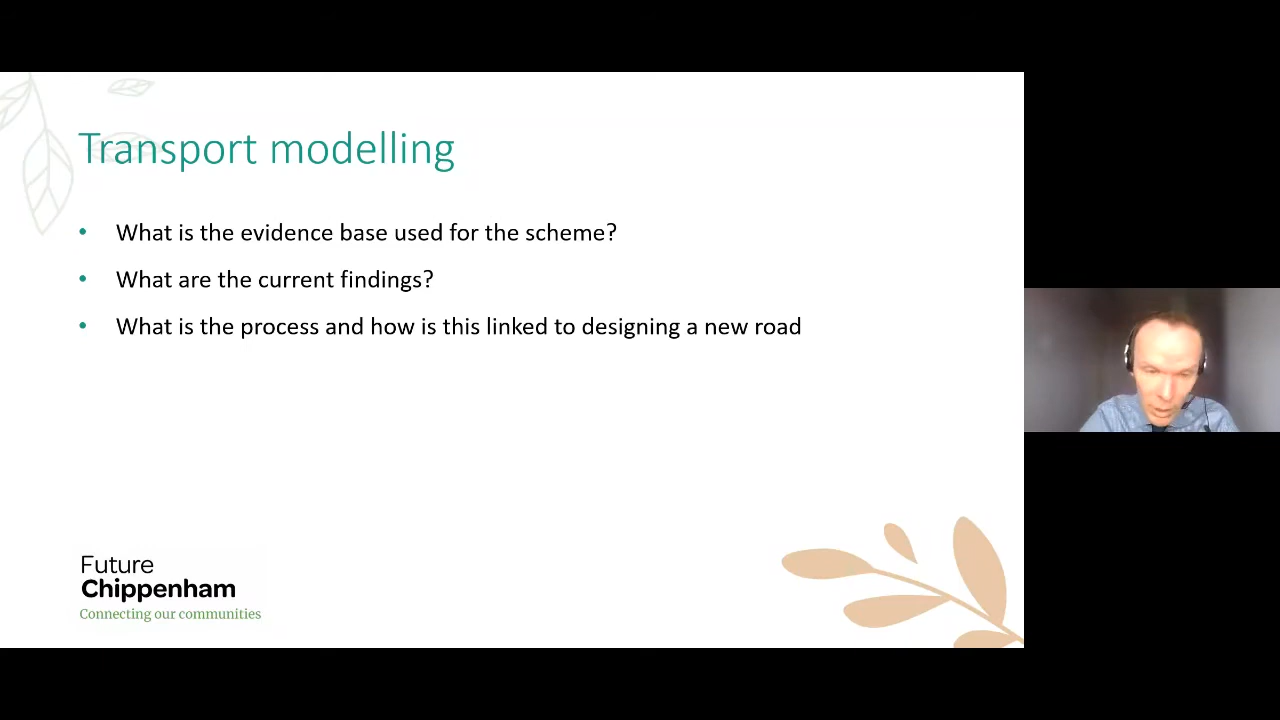 Transport modelling
• What is the evidence base used for the scheme?
• What are the current findings?
• What is the process and how is this linked to designing a new road
Future
Chippenham
Connecting our communities